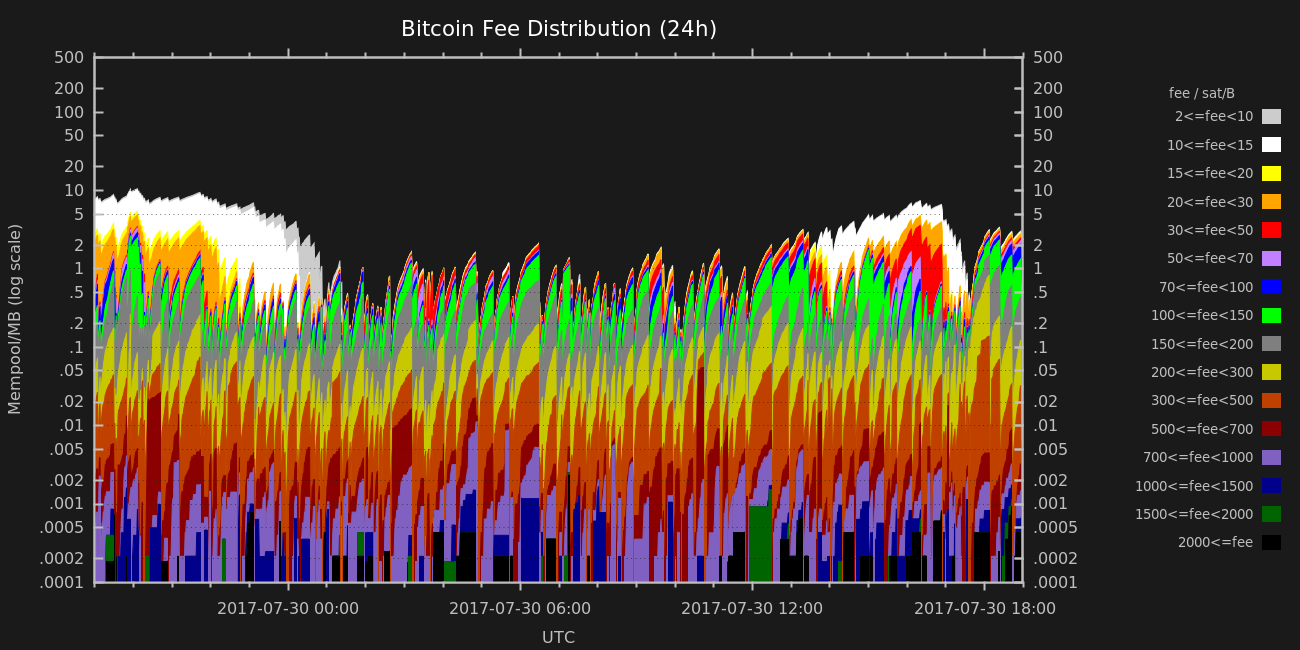 Bitcoin Fee Distribution (24h)
Mempool/MB (log scale)
500
200
100
50
20
10
5
2
1
.5
.2
.1
.05
.02
.01
.005
.002
.001
.0005
.0002
.0001
500
200
100
50
20
10
5
2
1
.5
.2
.1
.05
.02
.01
.005
.002
.001
.0005
.0002
.0001
2017-07-30 00:00
2017-07-30 06:00
2017-07-30 12:00
2017-07-30 18:00
UTC
fee / sat/B
2<=fee<10
10<=fee<15
15<=fee<20
20<=fee<30
30<=fee<50
50<=fee<70
70<=fee<100
100<=fee<150
150<=fee<200
200<=fee<300
300<=fee<500
500<=fee<700
700<=fee<1000
1000<=fee<1500
1500<=fee<2000
2000<=fee